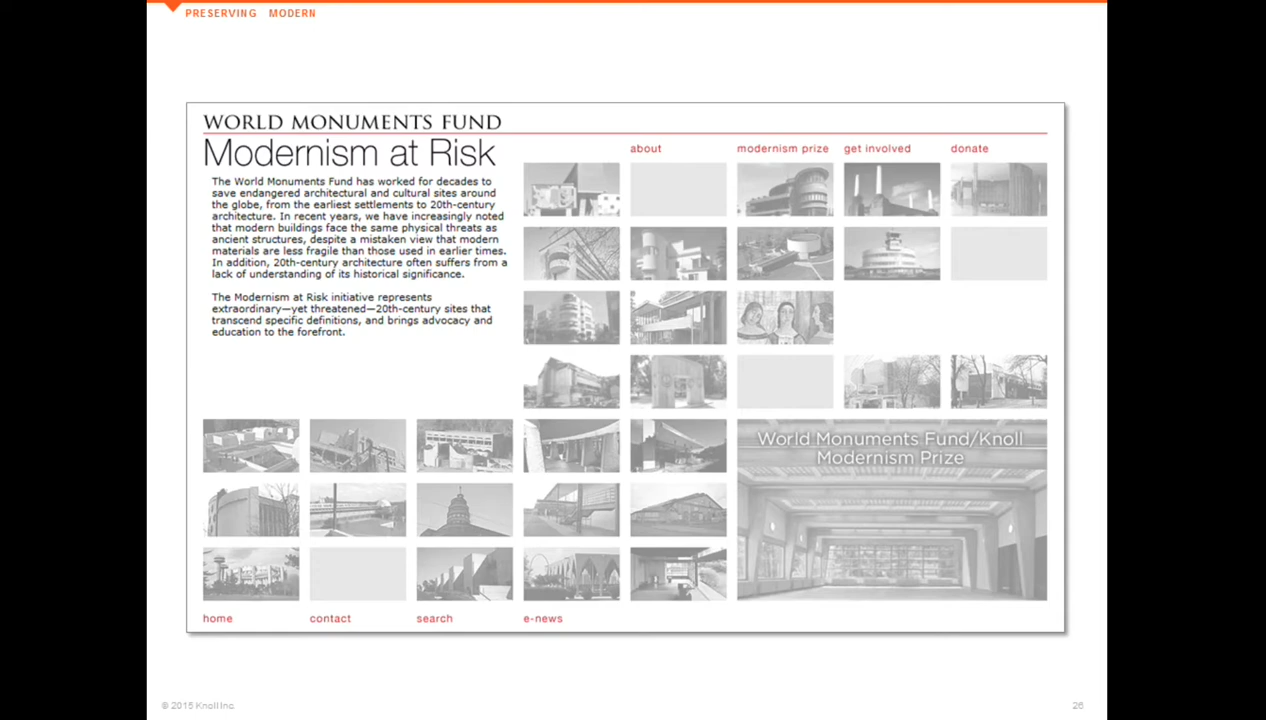 PRESERVING MODERN
WORLD MONUMENTS FUND
Modernism at Risk
about modernism prize get involved donate
The World Monuments Fund has worked for decades to
save endangered architectural and cultural sites around
the globe, from the earliest settlements to 20th-century
architecture. In recent years, we have increasingly noted
that modern buildings face the same physical threats as
ancient structures, despite a mistaken view that modern
materials are less fragile than those used in earlier times.
In addition, 20th-century architecture often suffers from a
lack of understanding of its historical significance.
The Modernism at Risk initiative represents
extraordinary—yet threatened—20th-century sites that
transcend specific definitions, and brings advocacy and
education to the forefront.
World Monuments Fund/Knoll
Modernism Prize
home contact search e-news
© 2015 Knoll Inc.
26